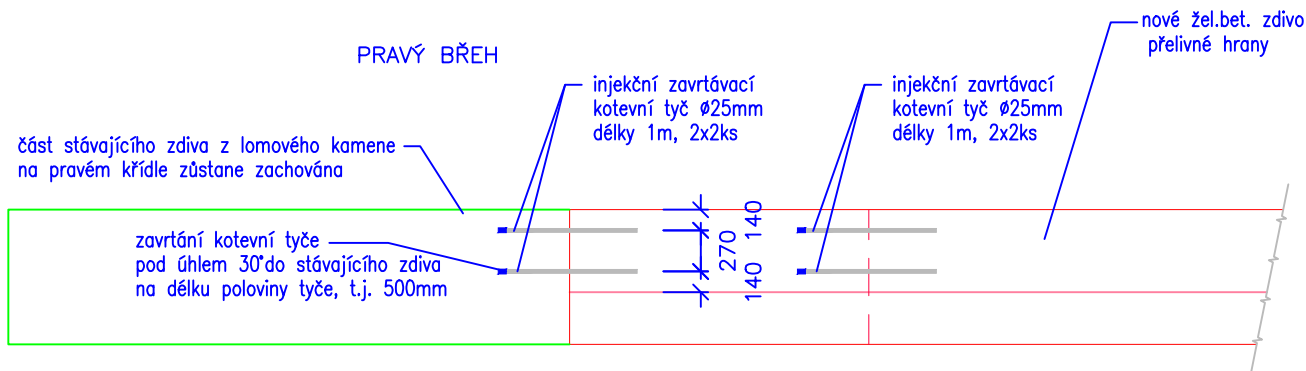 nové žel.bet. zdivo
přelivné hrany
PRAVÝ BŘEH
injekční zavrtávací
kotevní tyč Ø25mm
délky 1m, 2x2ks
injekční zavrtávací
kotevní tyč Ø25mm
délky 1m, 2x2ks
část stávajícího zdiva z lomového kamene
na pravém křídle zůstane zachována
zavrtání kotevní tyče
pod úhlem 30°do stávajícího zdiva
na délku poloviny tyče, t.j. 500mm
140
270
140